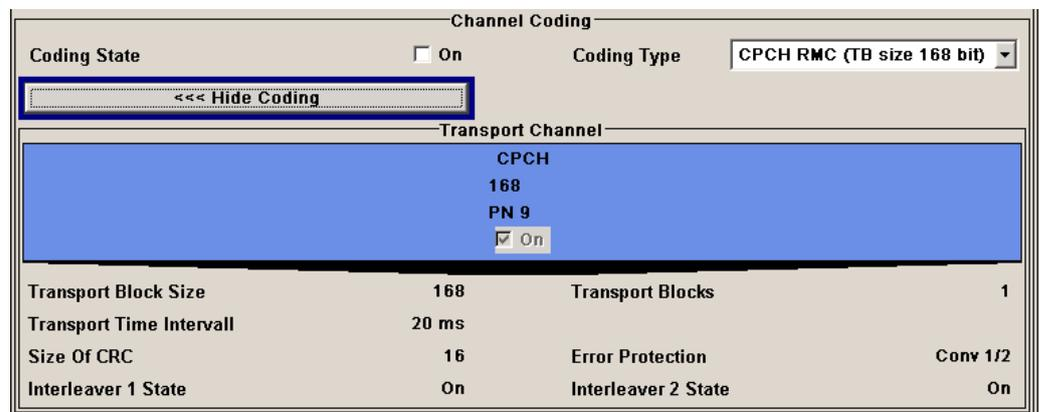 Channel Coding
Coding State On Coding Type CPCH RMC (TB size 168 bit)
<<< Hide Coding
Transport Channel
CPCH
168
PN 9
On
Transport Block Size 168 Transport Blocks 1
Transport Time Intervall 20 ms
Size Of CRC 16 Error Protection Conv 1/2
Interleaver 1 State On Interleaver 2 State On